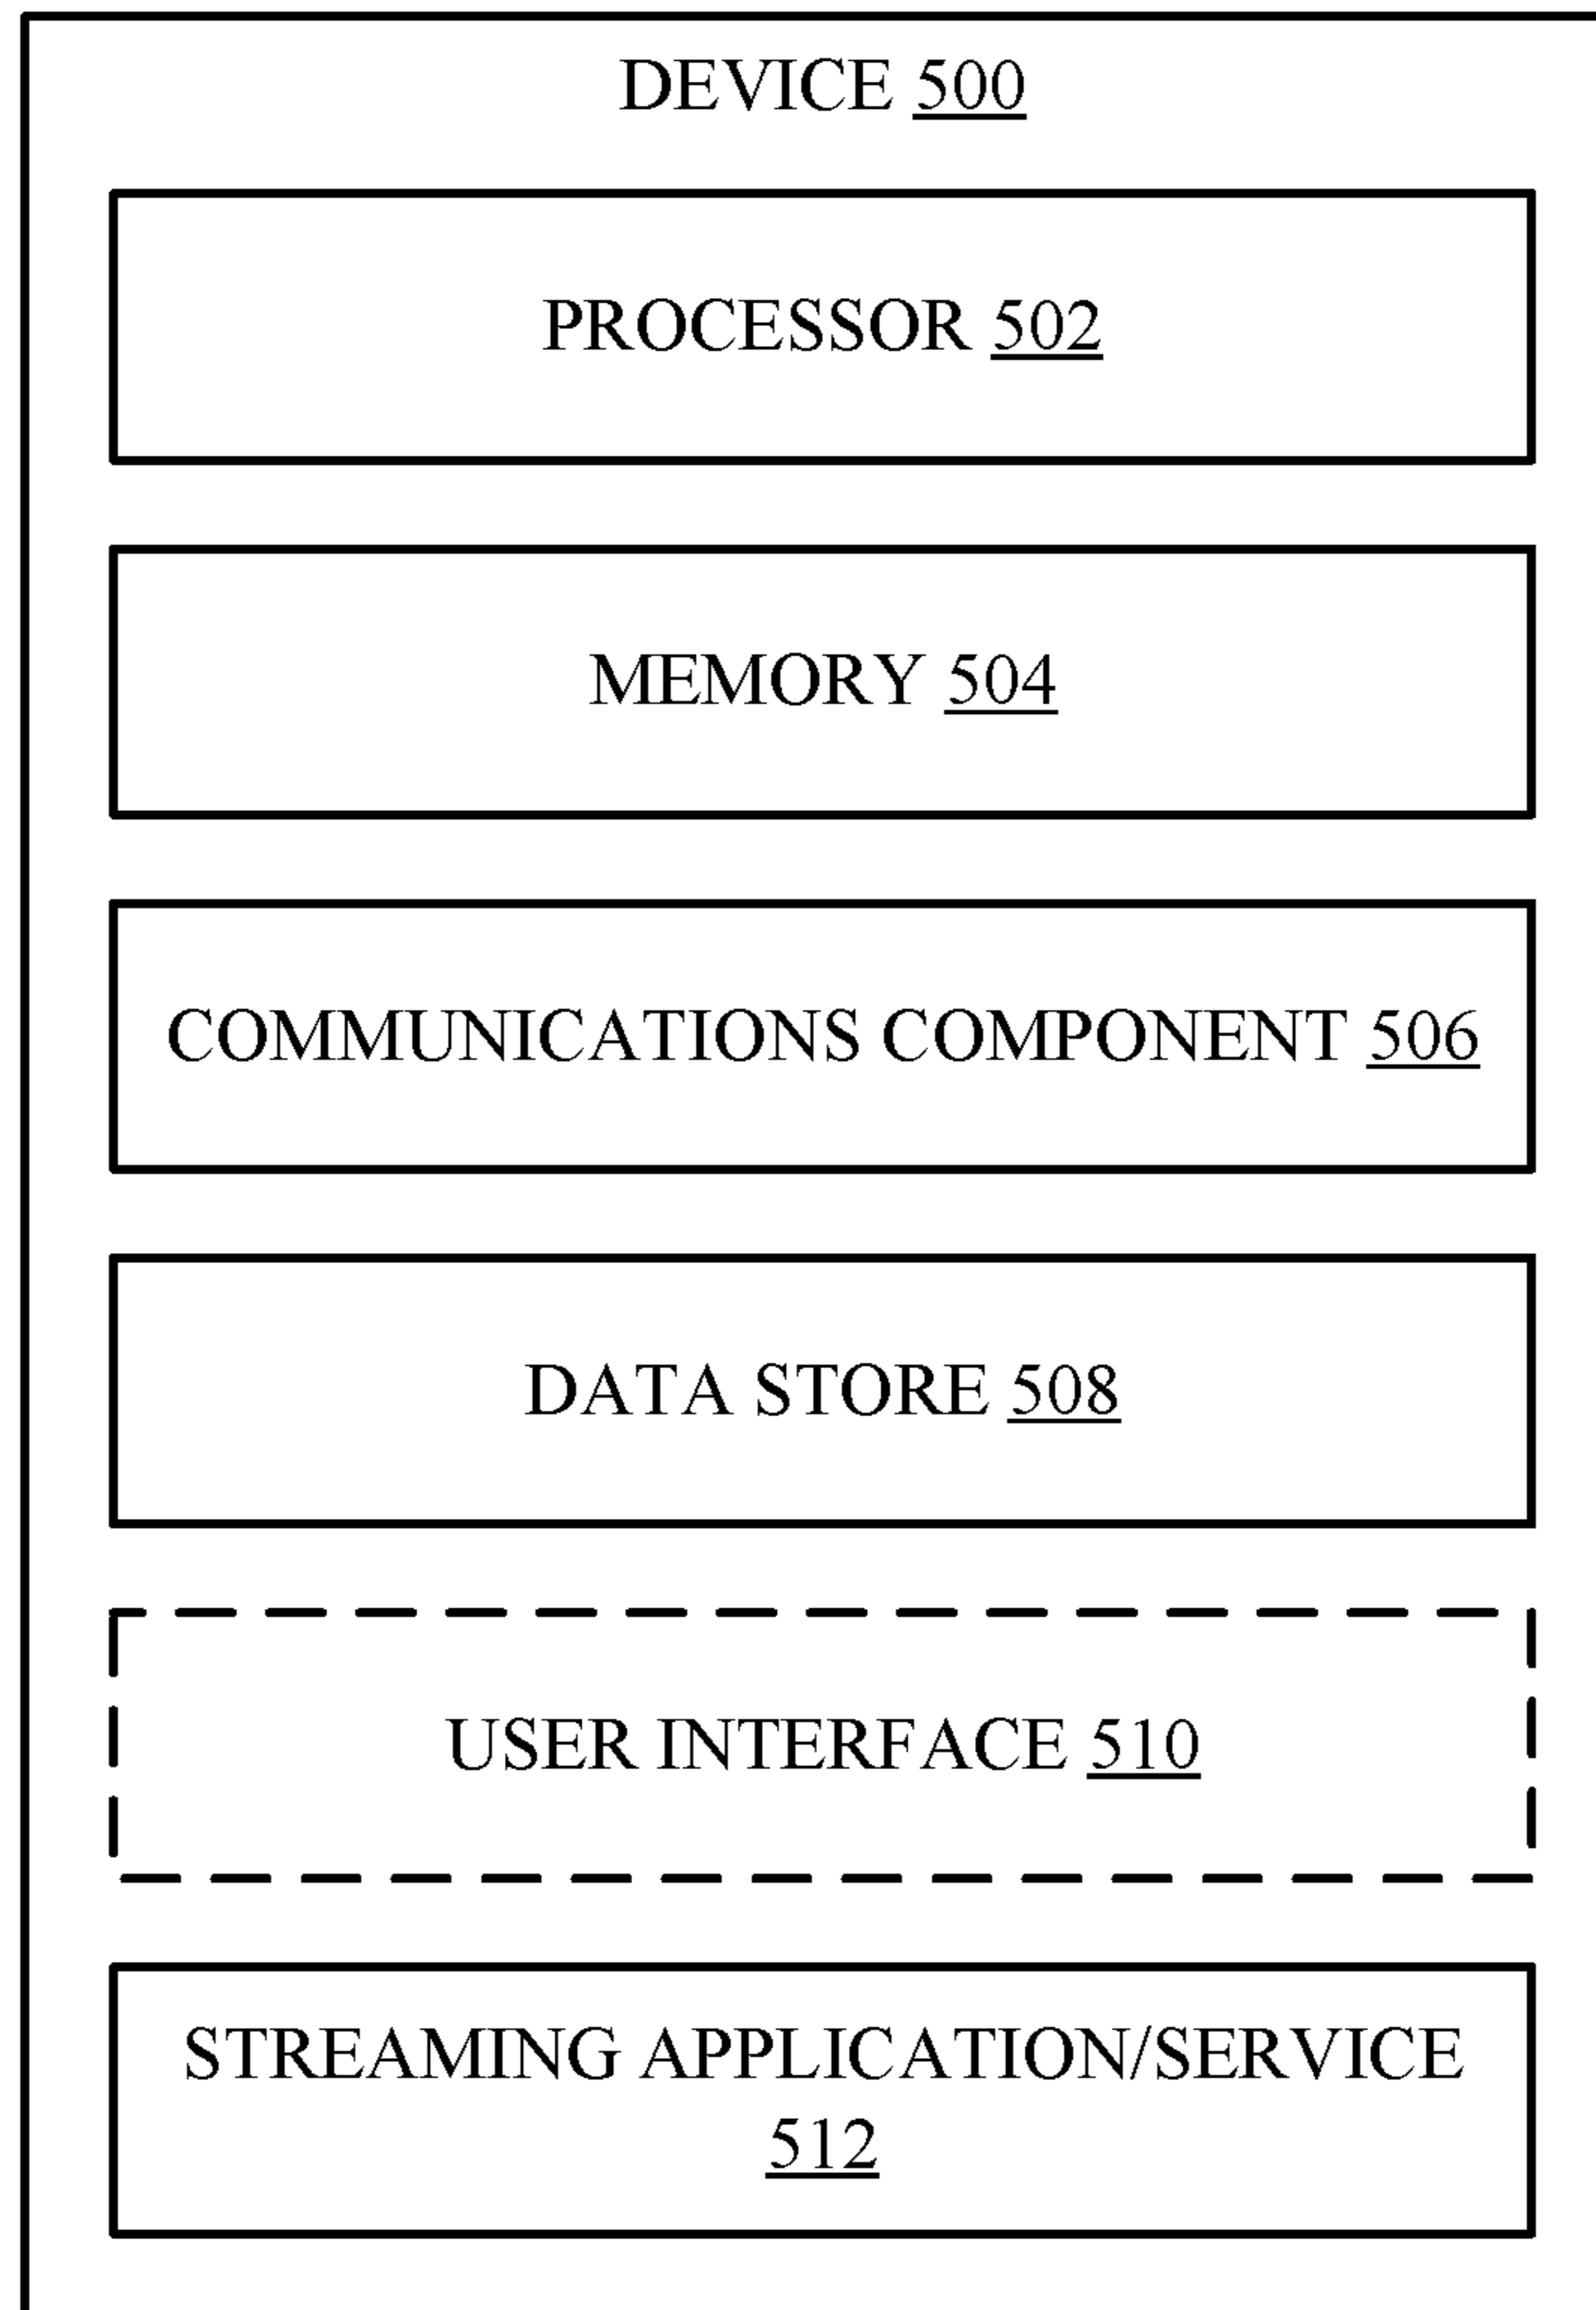 DEVICE 500
PROCESSOR 502
MEMORY 504
COMMUNICATIONS COMPONENT 506
DATA STORE 508
USER INTERFACE 510
STREAMING APPLICATION/SERVICE
512